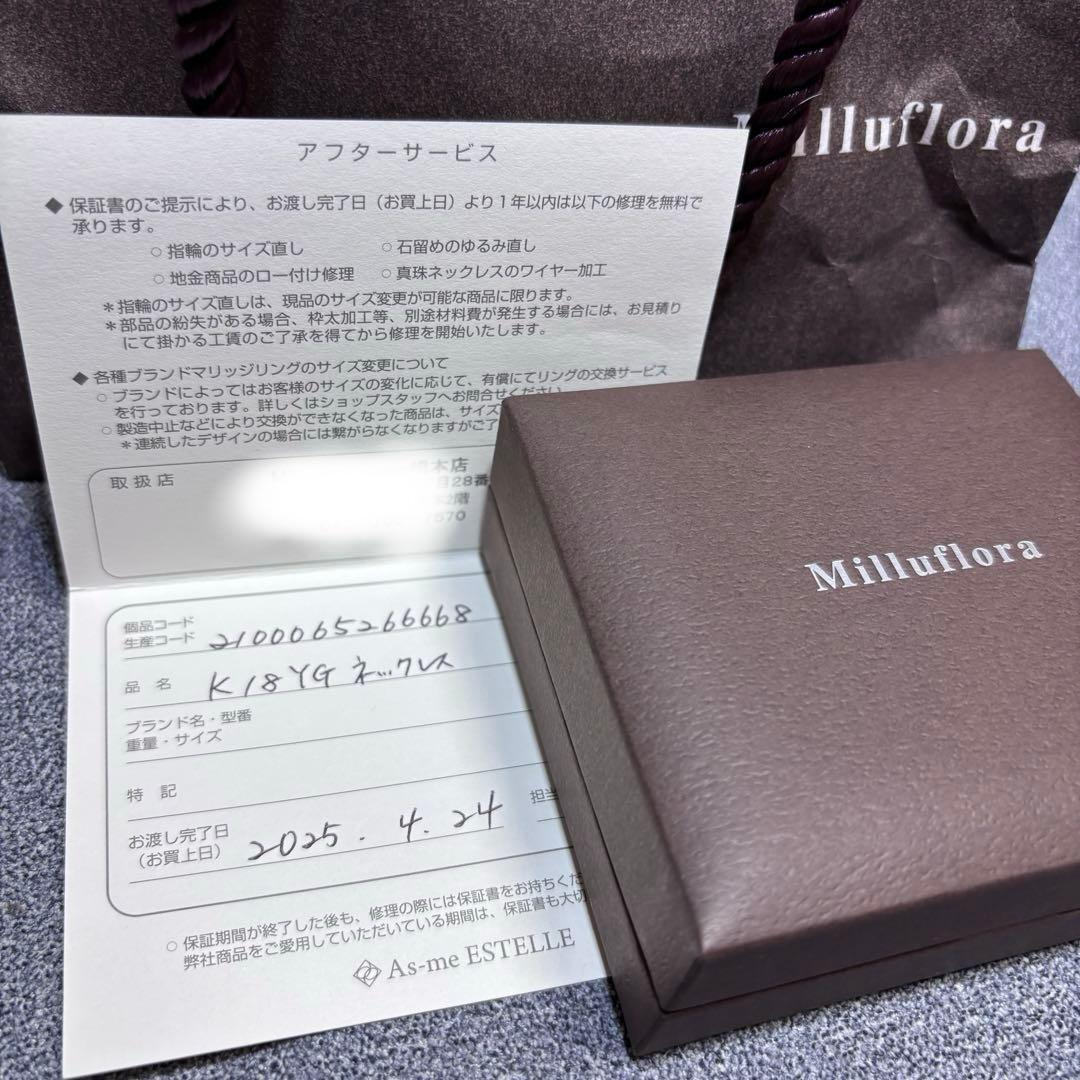 Milluflora
アフターサービス
◆ 保証書のご提示により、お渡し完了日（お買上日）より1年以内は以下の修理を無料で
承ります。
○ 指輪のサイズ直し ○ 石留めのゆるみ直し
○ 地金商品のロー付け修理 ○ 真珠ネックレスのワイヤー加工
＊指輪のサイズ直しは、現品のサイズ変更が可能な商品に限ります。
＊部品の紛失がある場合、枠太加工等、別途材料費が発生する場合には、お見積り
にて掛かる工賃のご了承を得てから修理を開始いたします。
◆ 各種ブランドマリッジリングのサイズ変更について
○ ブランドによってはお客様のサイズの変化に応じて、有償にてリングの交換サービス
を行っております。詳しくはショップスタッフへお問合せください
○ 製造中止などにより交換ができなくなった商品は、サイズ
＊連続したデザインの場合には繋がらなくなりますがご了
取扱店
本店
目28番
2階
7570
個品コード
生産コード 2100065266668
品名 K18YG ネックレス
ブランド名・型番
重量・サイズ
特記
お渡し完了日
（お買上日） 2025.4.24 担当
○ 保証期間が終了した後も、修理の際には保証書をお持ちくだ
弊社商品をご愛用していただいている期間は、保証書も大切
As-me ESTELLE
Milluflora